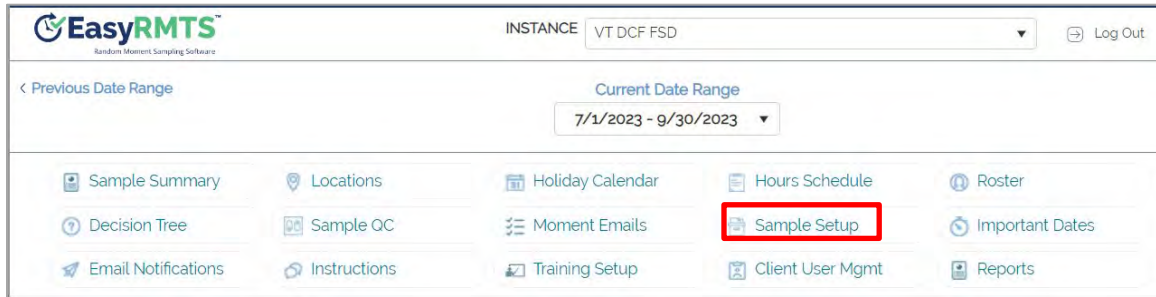 EasyRMTS™
Random Moment Sampling Software
INSTANCE VT DCF FSD Log Out
< Previous Date Range
Current Date Range
7/1/2023 - 9/30/2023
Sample Summary Locations Holiday Calendar Hours Schedule Roster
Decision Tree Sample QC Moment Emails Sample Setup Important Dates
Email Notifications Instructions Training Setup Client User Mgmt Reports